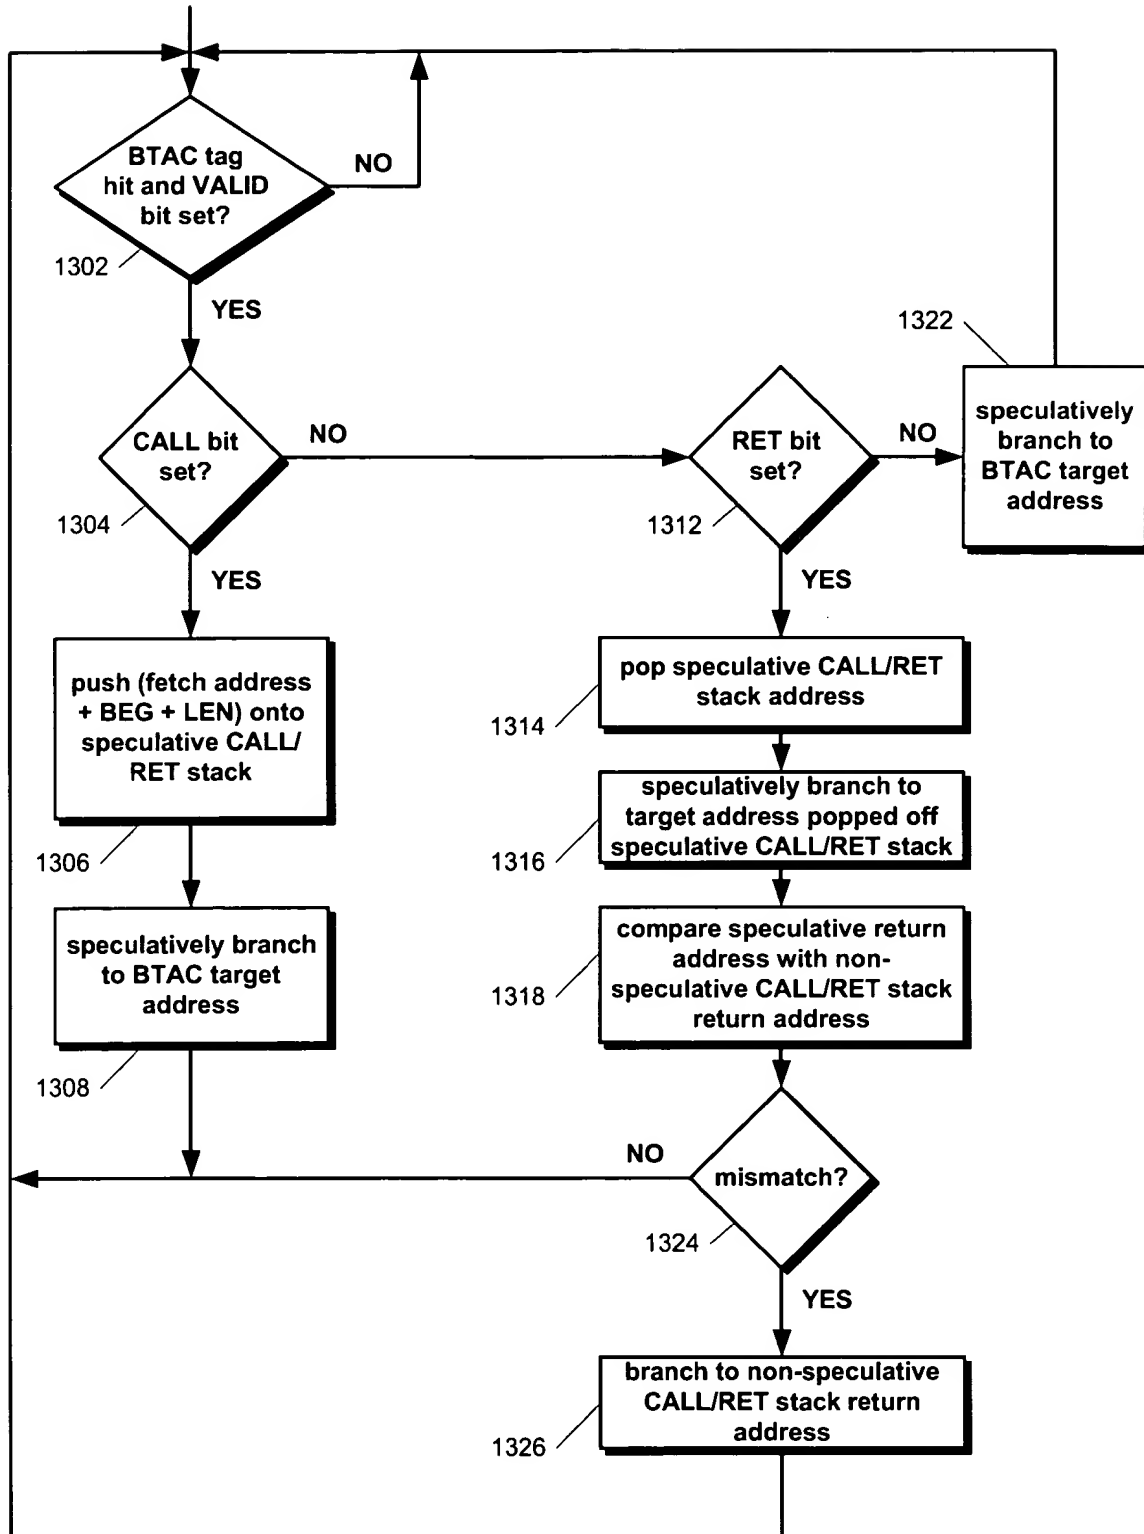 BTAC tag
hit and VALID
bit set?
NO
1302
YES
1322
CALL bit
set?
NO
1304
YES
RET bit
set?
NO
1312
YES
speculatively
branch to
BTAC target
address
push (fetch address
+ BEG + LEN) onto
speculative CALL/
RET stack
1306
pop speculative CALL/RET
stack address
1314
speculatively branch to
target address popped off
speculative CALL/RET stack
1316
speculatively branch
to BTAC target
address
1308
compare speculative return
address with non-
speculative CALL/RET stack
return address
1318
NO
mismatch?
1324
YES
branch to non-speculative
CALL/RET stack return
address
1326